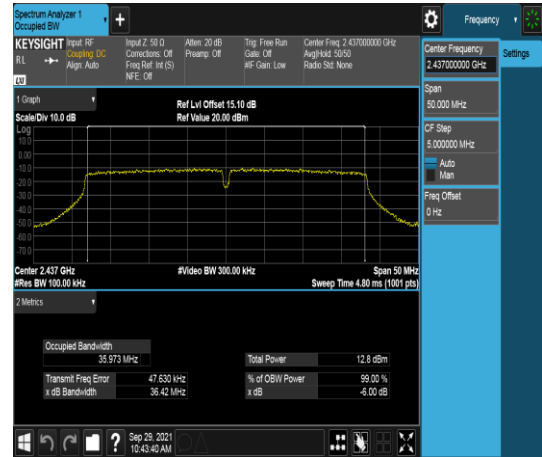 Spectrum Analyzer 1
Occupied BW
+
Frequency
KEYSIGHT Input: RF Input Z: 50 Ω Atten: 20 dB Trig: Free Run Center Freq: 2.437000000 GHz
RL Coupling: DC Corrections: Off Preamp: Off Gate: Off Avg|Hold: 50/50
Align: Auto Freq Ref: Int (S) #IF Gain: Low Radio Std: None
NFE: Off
LXI
Center Frequency
2.437000000 GHz
Settings
Span
50.000 MHz
CF Step
5.000000 MHz
Auto
Man
Freq Offset
0 Hz
1 Graph
Ref Lvl Offset 15.10 dB
Scale/Div 10.0 dB Ref Value 20.00 dBm
Log
10.0
0.00
-10.0
-20.0
-30.0
-40.0
-50.0
-60.0
-70.0
Center 2.437 GHz #Video BW 300.00 kHz Span 50 MHz
#Res BW 100.00 kHz Sweep Time 4.80 ms (1001 pts)
2 Metrics
Occupied Bandwidth
35.973 MHz Total Power 12.8 dBm
Transmit Freq Error 47.630 kHz % of OBW Power 99.00 %
x dB Bandwidth 36.42 MHz x dB -6.00 dB
? Sep 29, 2021
10:43:40 AM